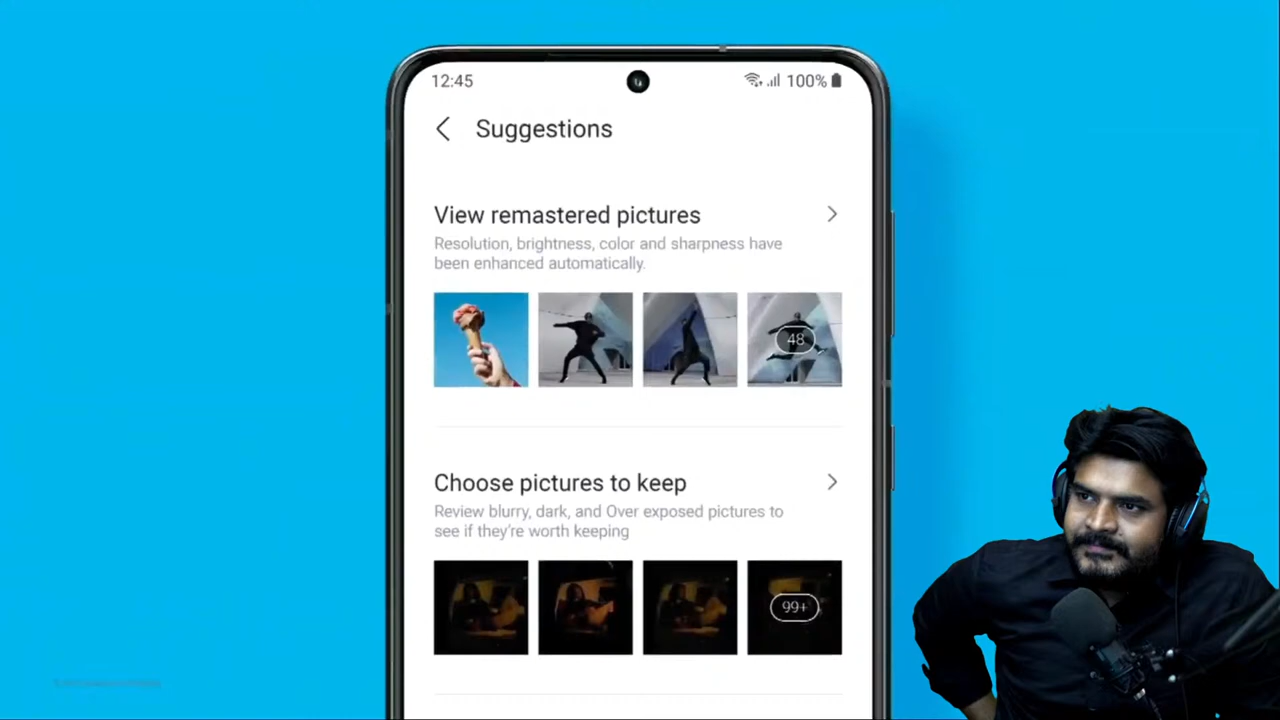 12:45
100%
Suggestions
View remastered pictures
Resolution, brightness, color and sharpness have
been enhanced automatically.
48
Choose pictures to keep
Review blurry, dark, and Over exposed pictures to
see if they're worth keeping
99+